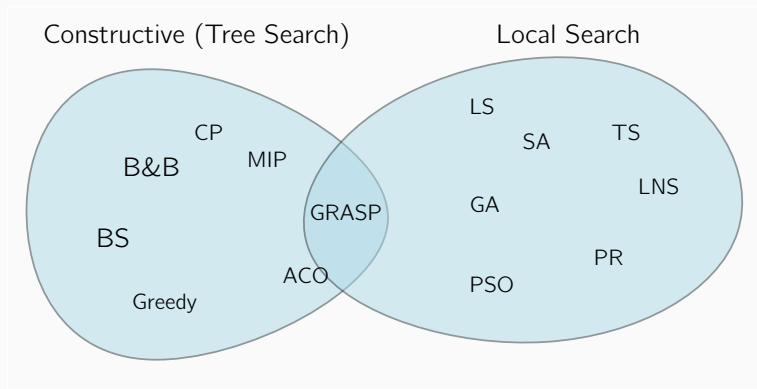 Constructive (Tree Search)
Local Search
CP
B&B
MIP
BS
Greedy
ACO
GRASP
LS
SA
TS
LNS
GA
PR
PSO